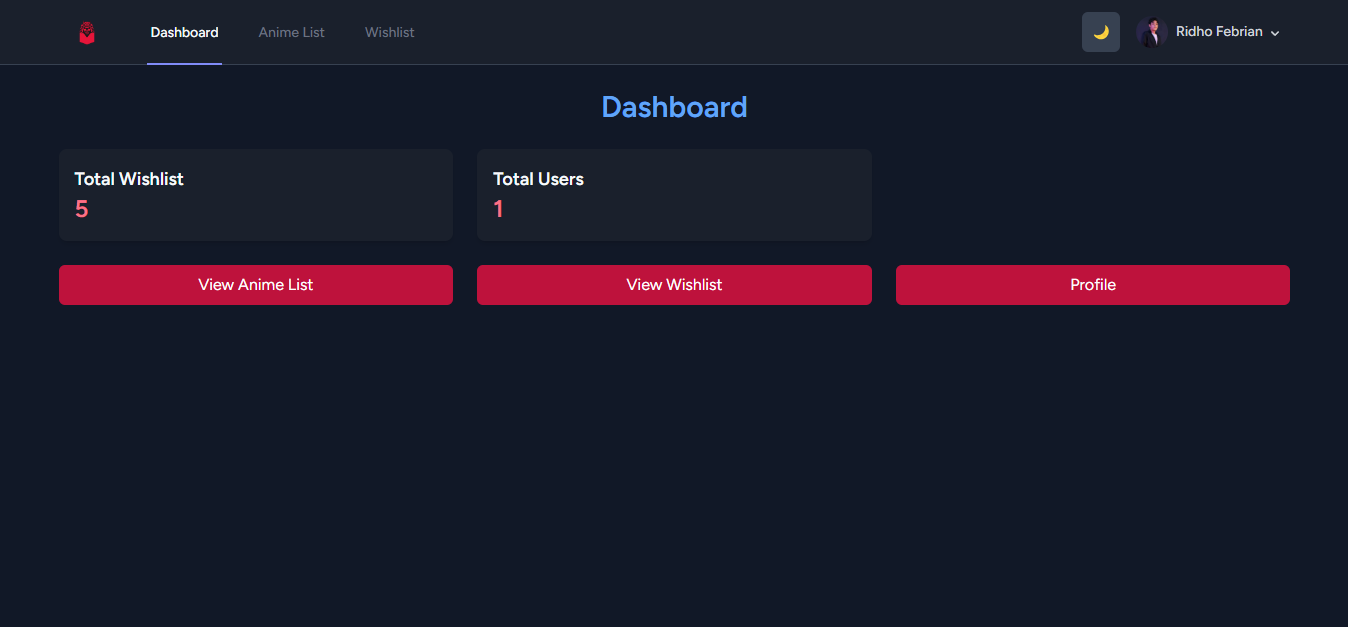 Dashboard
Anime List
Wishlist
Ridho Febrian
Dashboard
Total Wishlist
5
Total Users
1
View Anime List
View Wishlist
Profile